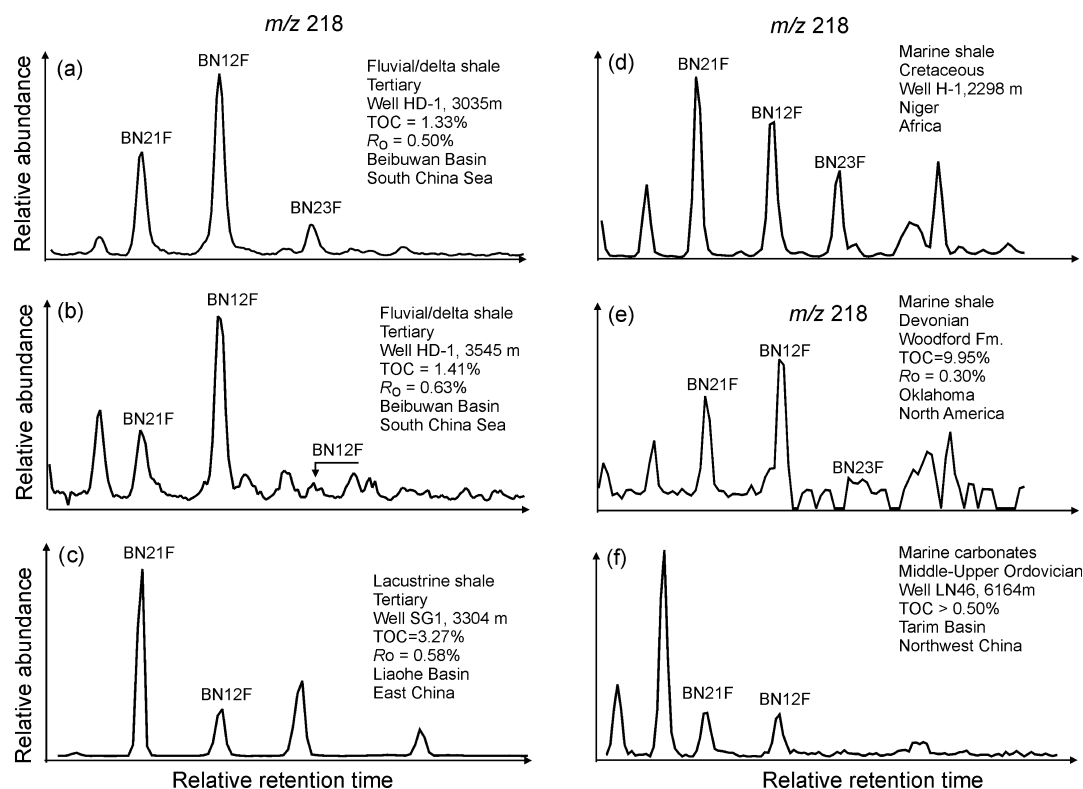 m/z 218
(a)
BN12F
BN21F
BN23F
Fluvial/delta shale
Tertiary
Well HD-1, 3035m
TOC = 1.33%
Ro = 0.50%
Beibuwan Basin
South China Sea
Relative abundance
m/z 218
(d)
BN21F
BN12F
BN23F
Marine shale
Cretaceous
Well H-1,2298 m
Niger
Africa
(b)
BN12F
BN21F
BN12F
Fluvial/delta shale
Tertiary
Well HD-1, 3545 m
TOC = 1.41%
Ro = 0.63%
Beibuwan Basin
South China Sea
Relative abundance
(e)
m/z 218
BN12F
BN21F
BN23F
Marine shale
Devonian
Woodford Fm.
TOC=9.95%
Ro = 0.30%
Oklahoma
North America
(c)
BN21F
BN12F
Lacustrine shale
Tertiary
Well SG1, 3304 m
TOC=3.27%
Ro = 0.58%
Liaohe Basin
East China
Relative abundance
Relative retention time
(f)
BN21F
BN12F
Marine carbonates
Middle-Upper Ordovician
Well LN46, 6164m
TOC > 0.50%
Tarim Basin
Northwest China
Relative retention time